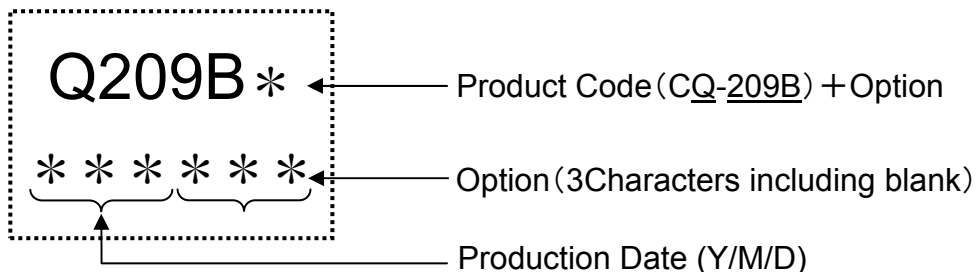 Q209B＊ Product Code（CQ-209B）＋Option
＊＊＊＊＊＊ Option（3Characters including blank）
Production Date (Y/M/D)